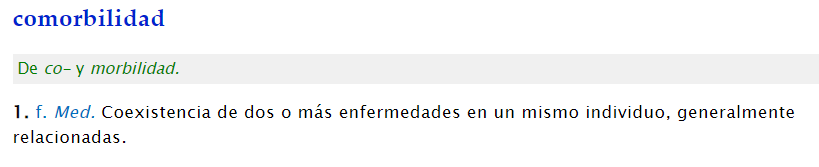 comorbilidad
De co- y morbilidad.
1. f. Med. Coexistencia de dos o más enfermedades en un mismo individuo, generalmente
relacionadas.